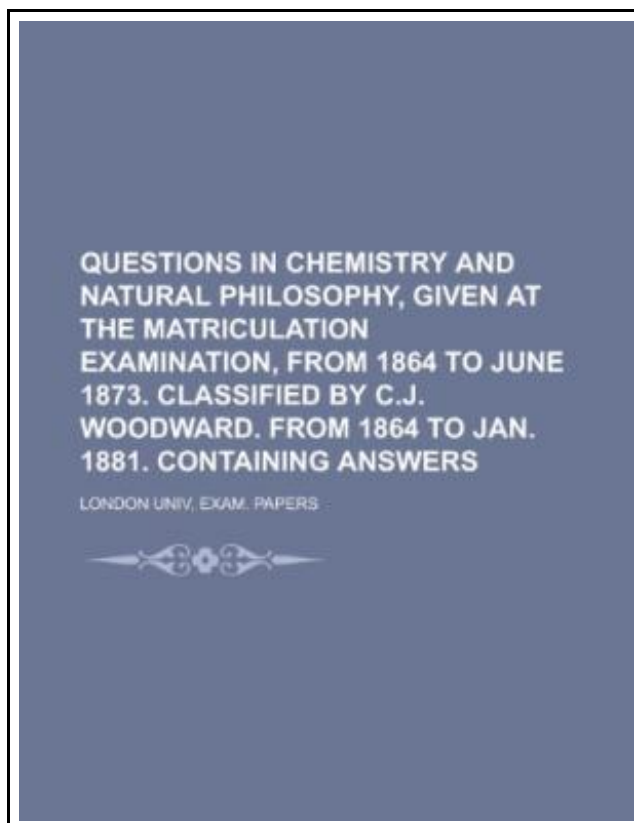 QUESTIONS IN CHEMISTRY AND
NATURAL PHILOSOPHY, GIVEN AT
THE MATRICULATION
EXAMINATION, FROM 1864 TO JUNE
1873. CLASSIFIED BY C.J.
WOODWARD. FROM 1864 TO JAN.
1881. CONTAINING ANSWERS
LONDON UNIV, EXAM. PAPERS